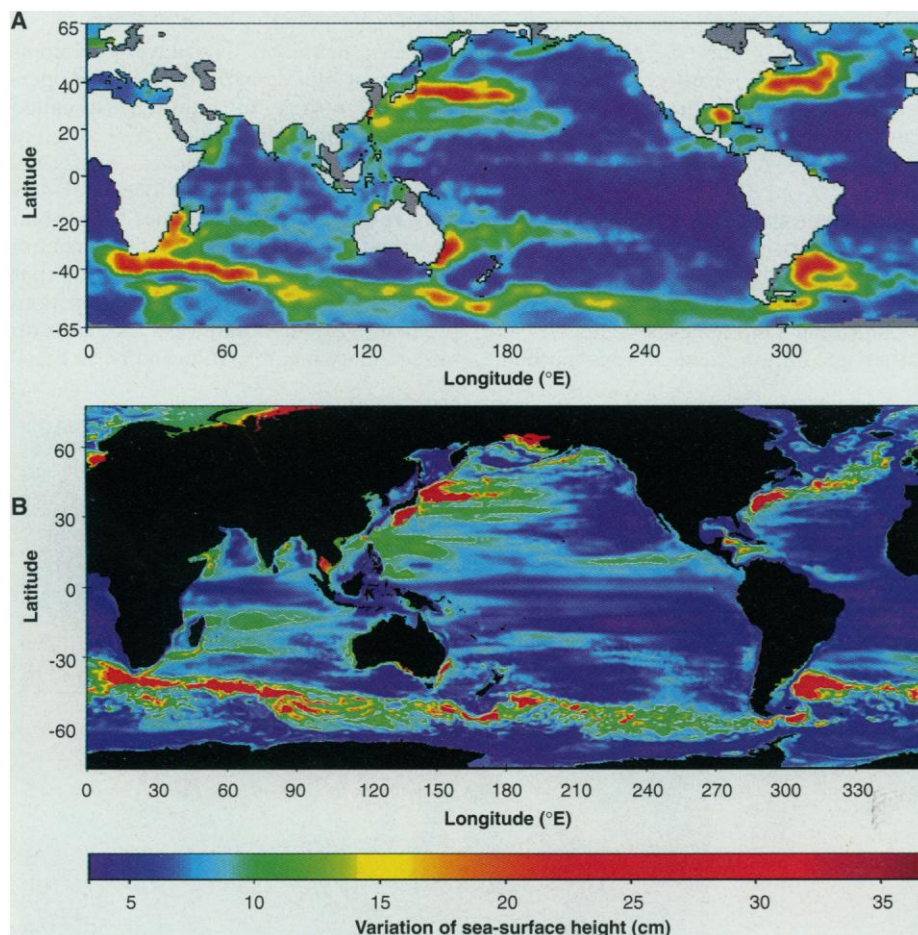 A
65
40
20
0
-20
-40
-65
Latitude
0 60 120 180 240 300
Longitude (°E)
B
60
30
0
-30
-60
Latitude
0 30 60 90 120 150 180 210 240 270 300 330
Longitude (°E)
5 10 15 20 25 30 35
Variation of sea-surface height (cm)